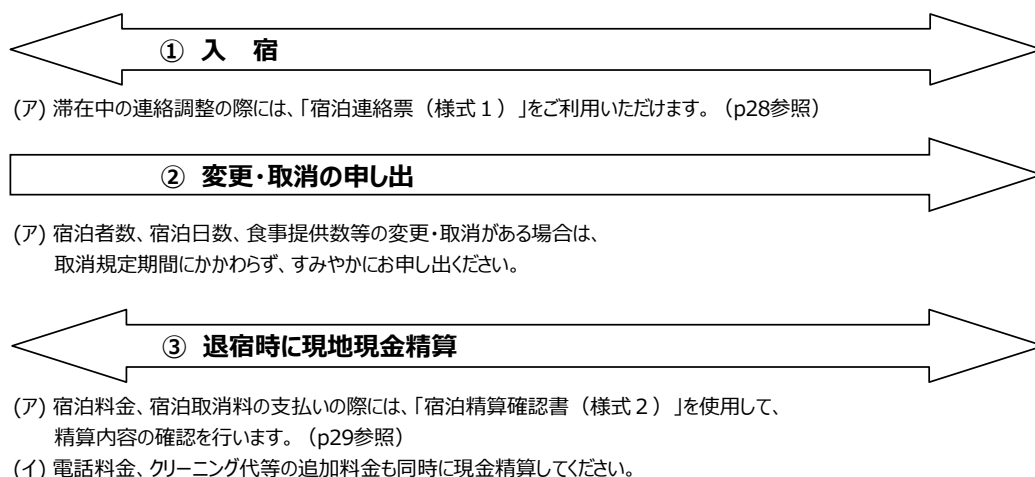 ① 入　宿
(ア) 滞在中の連絡調整の際には、「宿泊連絡票（様式１）」をご利用いただけます。（p28参照）
② 変更・取消の申し出
(ア) 宿泊者数、宿泊日数、食事提供数等の変更・取消がある場合は、
取消規定期間にかかわらず、すみやかにお申し出ください。
③ 退宿時に現地現金精算
(ア) 宿泊料金、宿泊取消料の支払いの際には、「宿泊精算確認書（様式２）」を使用して、
精算内容の確認を行います。（p29参照）
(イ) 電話料金、クリーニング代等の追加料金も同時に現金精算してください。